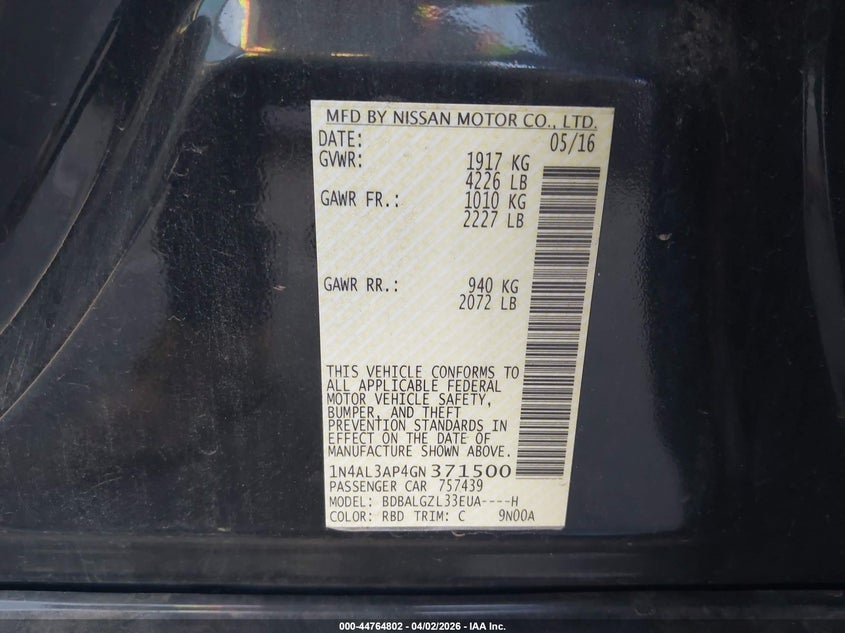 MFD BY NISSAN MOTOR CO., LTD.
DATE: 05/16
GVWR: 1917 KG
4226 LB
GAWR FR.: 1010 KG
2227 LB
GAWR RR.: 940 KG
2072 LB
THIS VEHICLE CONFORMS TO
ALL APPLICABLE FEDERAL
MOTOR VEHICLE SAFETY,
BUMPER, AND THEFT
PREVENTION STANDARDS IN
EFFECT ON THE DATE OF
MANUFACTURE SHOWN ABOVE.
1N4AL3AP4GN371500
PASSENGER CAR 757439
MODEL: BDBALGZL33EUA----H
COLOR: RBD TRIM: C 9N00A
000-44764802 - 04/02/2026 - IAA Inc.